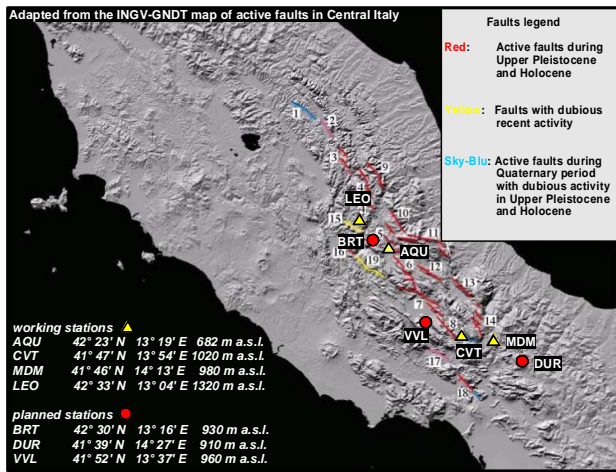 Adapted from the INGV-GNDT map of active faults in Central Italy
Faults legend
Red: Active faults during
Upper Pleistocene
and Holocene
Yellow: Faults with dubious
recent activity
Sky-Blu: Active faults during
Quaternary period
with dubious activity
in Upper Pleistocene
and Holocene
1
2
3
9
4
LEO
10
15
5
BRT
11
AQU
16
19
6
12
13
7
8
14
VVL
CVT
MDM
DUR
17
18
working stations
AQU 42° 23' N 13° 19' E 682 m a.s.l.
CVT 41° 47' N 13° 54' E 1020 m a.s.l.
MDM 41° 46' N 14° 13' E 980 m a.s.l.
LEO 42° 33' N 13° 04' E 1320 m a.s.l.
planned stations
BRT 42° 30' N 13° 16' E 930 m a.s.l.
DUR 41° 39' N 14° 27' E 910 m a.s.l.
VVL 41° 52' N 13° 37' E 960 m a.s.l.